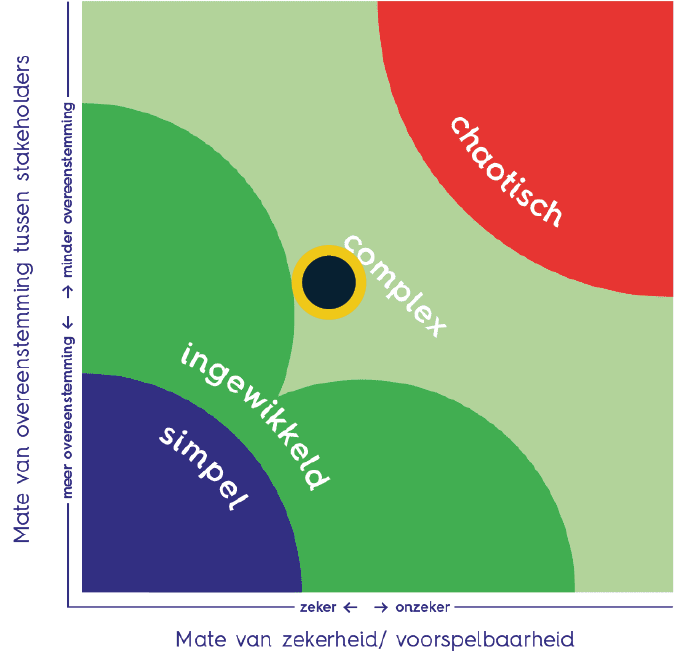 Mate van overeenstemming tussen stakeholders
meer overeenstemming ← → minder overeenstemming
chaotisch
complex
ingewikkeld
simpel
zeker ← → onzeker
Mate van zekerheid/ voorspelbaarheid